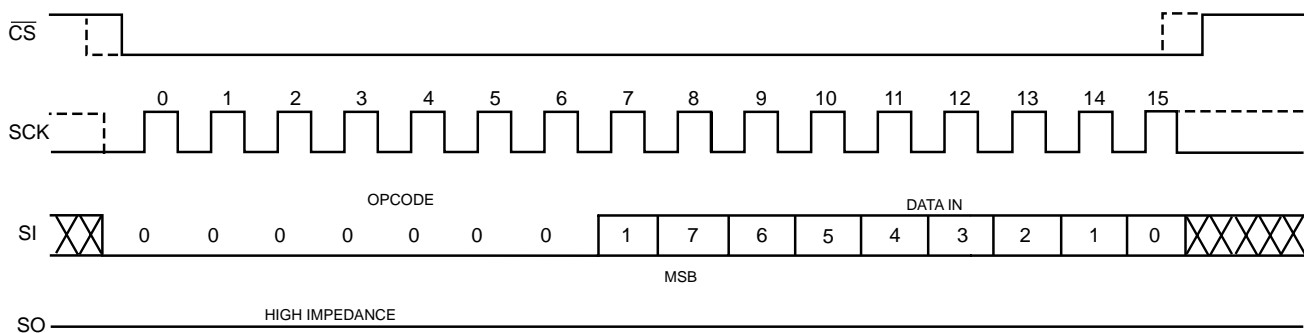 CS
0 1 2 3 4 5 6 7 8 9 10 11 12 13 14 15
SCK
OPCODE DATA IN
SI 0 0 0 0 0 0 0 1 7 6 5 4 3 2 1 0
MSB
HIGH IMPEDANCE
SO